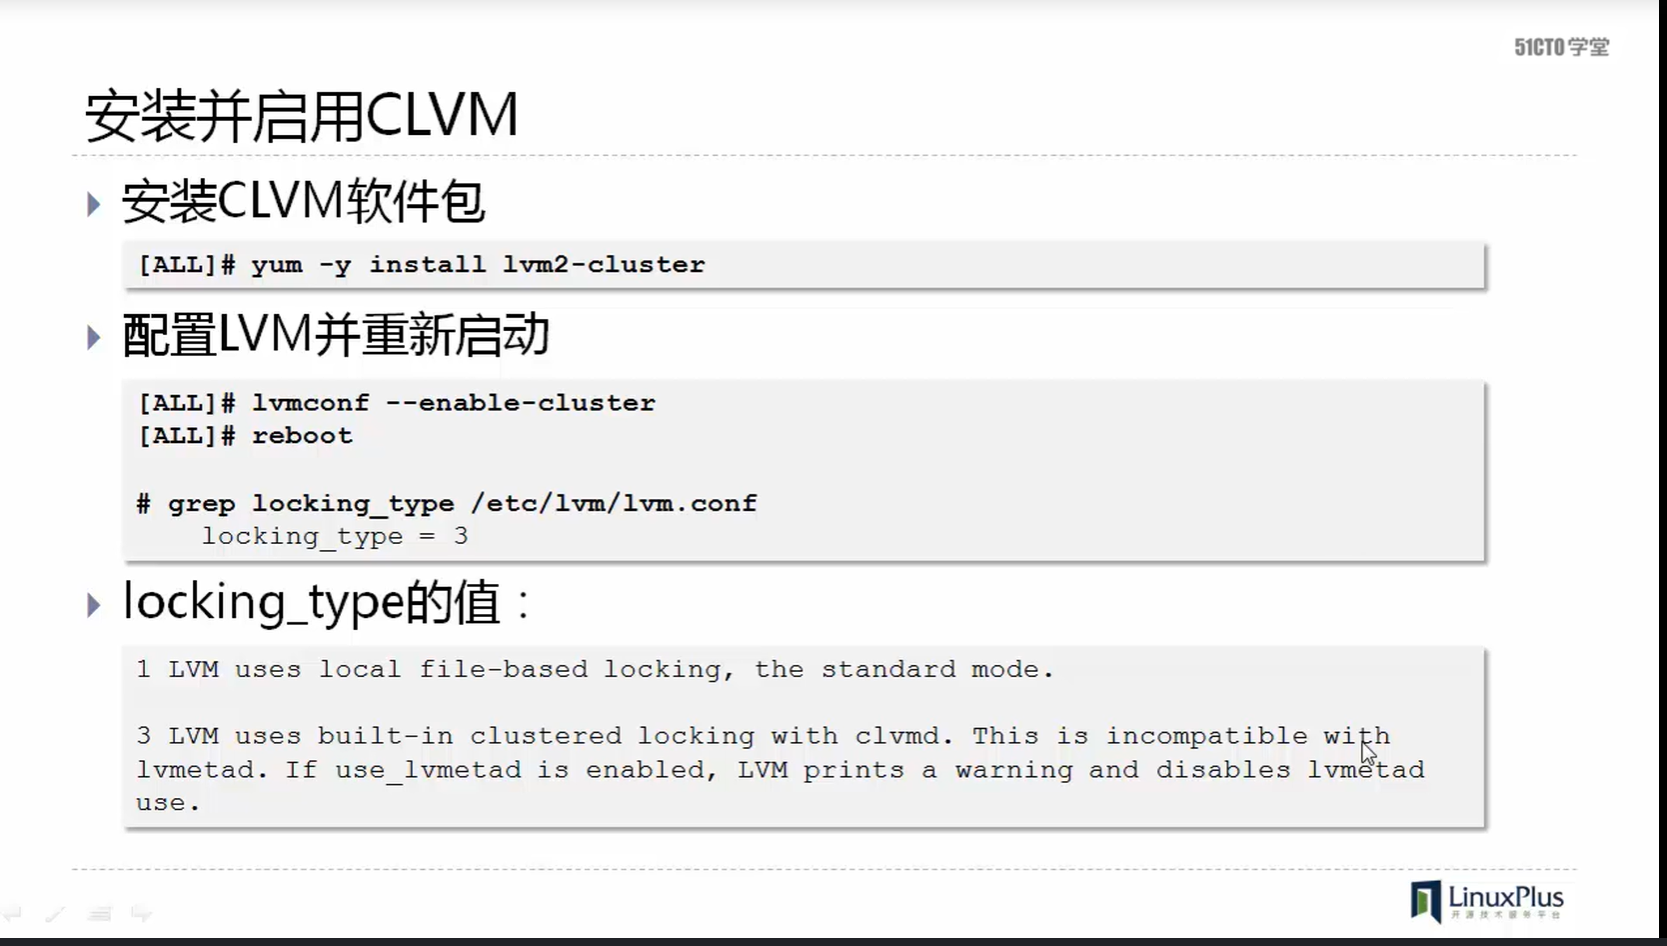 51CTO学堂
安装并启用CLVM
安装CLVM软件包
[ALL]# yum -y install lvm2-cluster
配置LVM并重新启动
[ALL]# lvmconf --enable-cluster
[ALL]# reboot
# grep locking_type /etc/lvm/lvm.conf
locking_type = 3
locking_type的值：
1 LVM uses local file-based locking, the standard mode.
3 LVM uses built-in clustered locking with clvmd. This is incompatible with
lvmetad. If use_lvmetad is enabled, LVM prints a warning and disables lvmetad
use.
LinuxPlus
开源技术服务平台